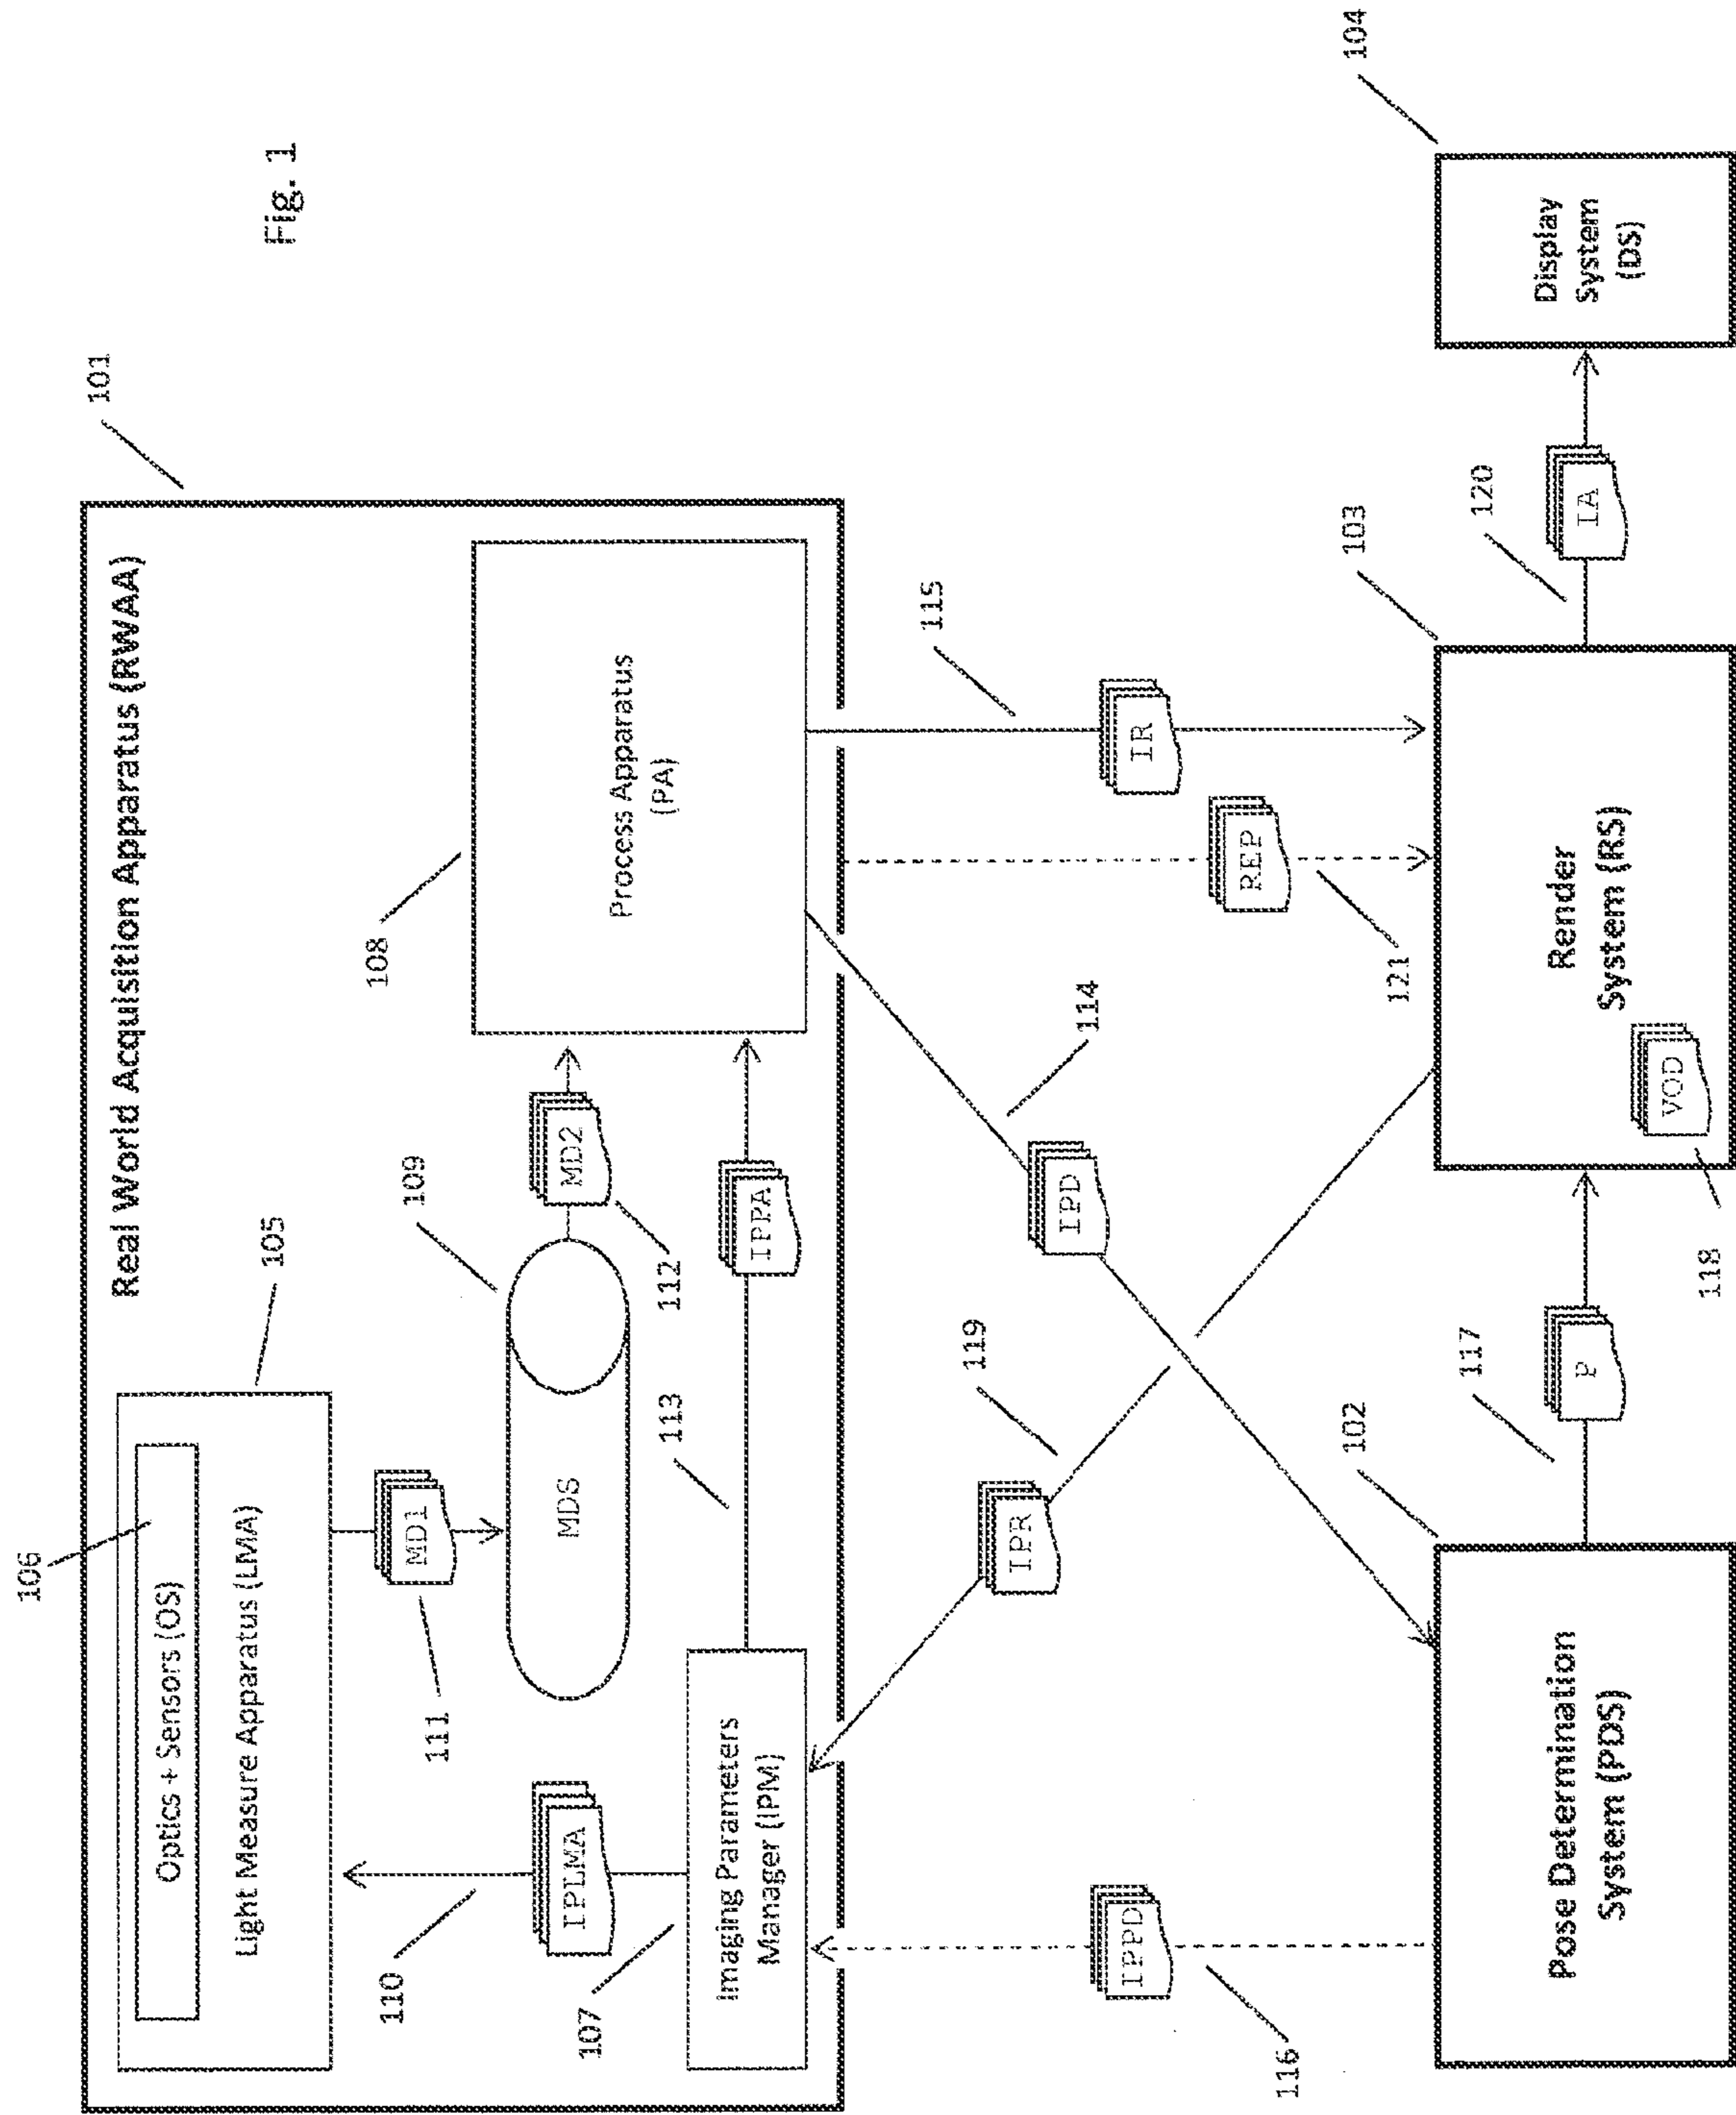 Fig. 1
Real World Acquisition Apparatus (RWAA)
101
106
Optics + Sensors (OS)
Light Measure Apparatus (LMA)
105
110
IPLMA
111
MD1
MDS
109
MD2
112
108
Process Apparatus
(PA)
107
Imaging Parameters
Manager (IPM)
113
IPPA
116
IPPD
119
IPR
IPD
114
REP
121
IR
115
102
Pose Determination
System (PDS)
117
P
118
VOD
Render
System (RS)
103
120
IA
Display
System
(DS)
104